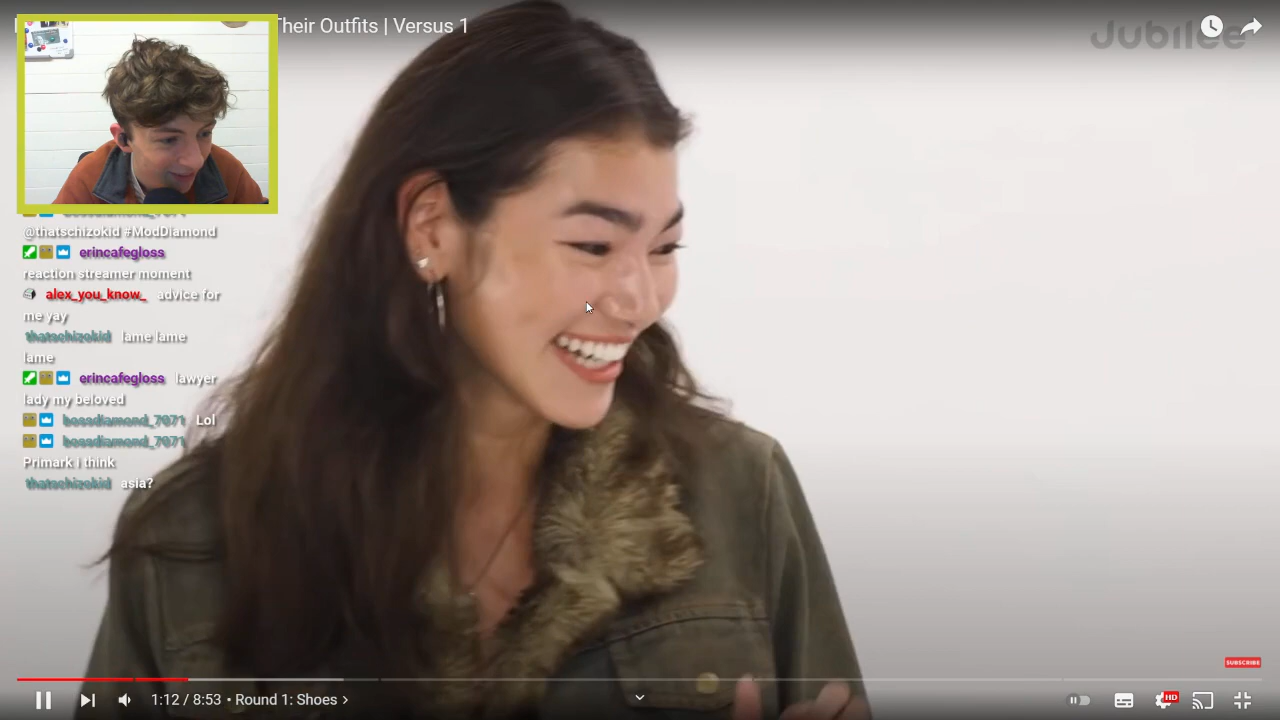 Their Outfits | Versus 1
Jubilee
@thatschizokid #ModDiamond
erincafegloss
reaction streamer moment
alex_you_know_ advice for
me yay
thatschizokid lame lame
lame
erincafegloss lawyer
lady my beloved
bossdiamond_7071 Lol
bossdiamond_7071
Primark i think
thatschizokid asia?
SUBSCRIBE
1:12 / 8:53 • Round 1: Shoes
HD